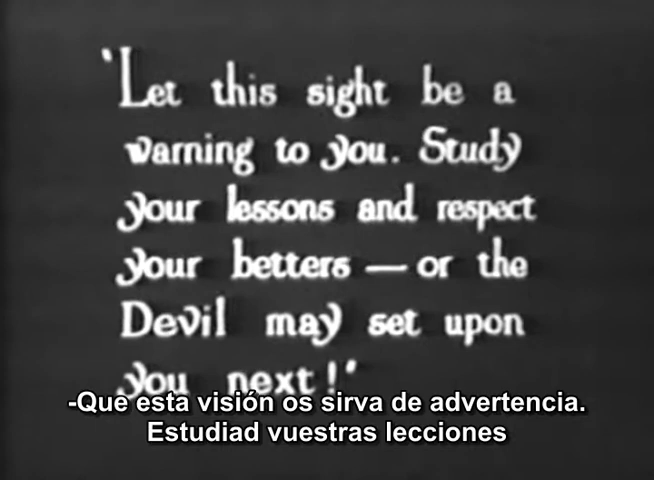 'Let this sight be a
warning to you. Study
your lessons and respect
your betters — or the
Devil may set upon
you next!'
-Que esta visión os sirva de advertencia.
Estudiad vuestras lecciones